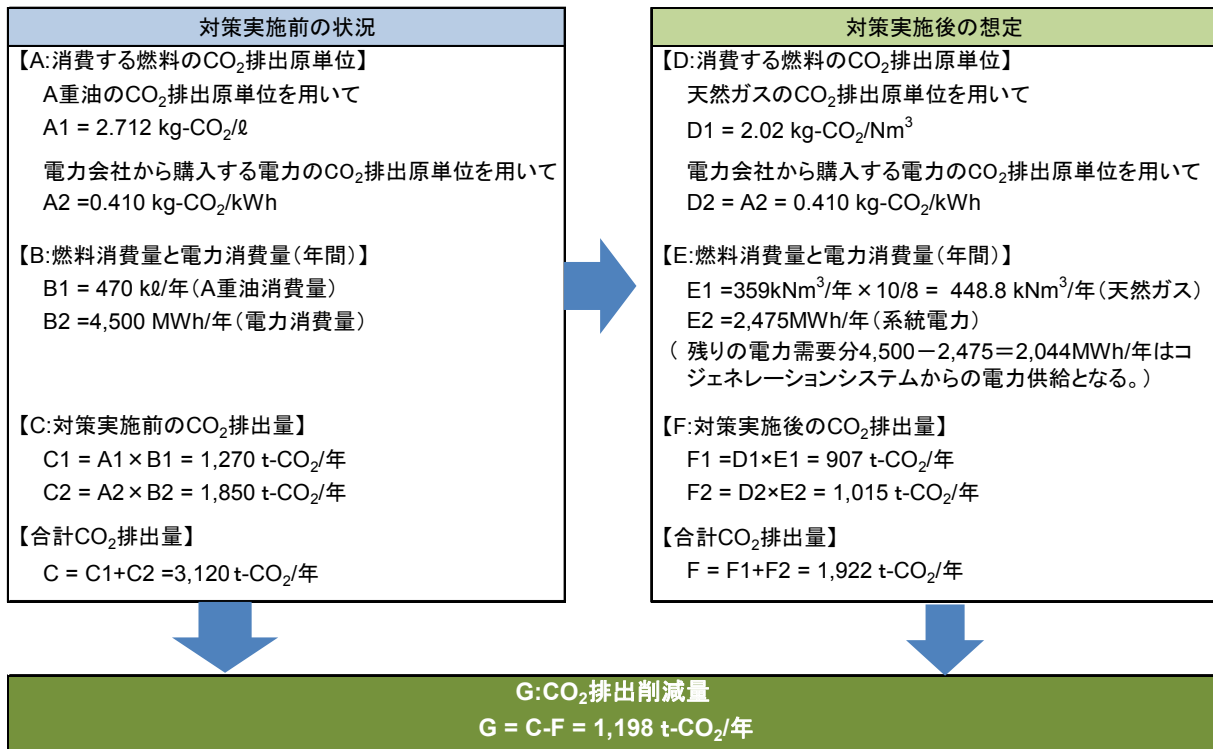 対策実施前の状況
【A:消費する燃料のCO₂排出原単位】
A重油のCO₂排出原単位を用いて
A1 = 2.712 kg-CO₂/ℓ
電力会社から購入する電力のCO₂排出原単位を用いて
A2 =0.410 kg-CO₂/kWh
【B:燃料消費量と電力消費量（年間）】
B1 = 470 kℓ/年（A重油消費量）
B2 =4,500 MWh/年（電力消費量）
【C:対策実施前のCO₂排出量】
C1 = A1×B1 = 1,270 t-CO₂/年
C2 = A2×B2 = 1,850 t-CO₂/年
【合計CO₂排出量】
C = C1+C2 =3,120 t-CO₂/年
対策実施後の想定
【D:消費する燃料のCO₂排出原単位】
天然ガスのCO₂排出原単位を用いて
D1 = 2.02 kg-CO₂/Nm³
電力会社から購入する電力のCO₂排出原単位を用いて
D2 = A2 = 0.410 kg-CO₂/kWh
【E:燃料消費量と電力消費量（年間）】
E1 =359kNm³/年×10/8 = 448.8 kNm³/年（天然ガス）
E2 =2,475MWh/年（系統電力）
（ 残りの電力需要分4,500－2,475＝2,044MWh/年はコ
ジェネレーションシステムからの電力供給となる。）
【F:対策実施後のCO₂排出量】
F1 =D1×E1 = 907 t-CO₂/年
F2 = D2×E2 = 1,015 t-CO₂/年
【合計CO₂排出量】
F = F1+F2 = 1,922 t-CO₂/年
G:CO₂排出削減量
G = C-F = 1,198 t-CO₂/年